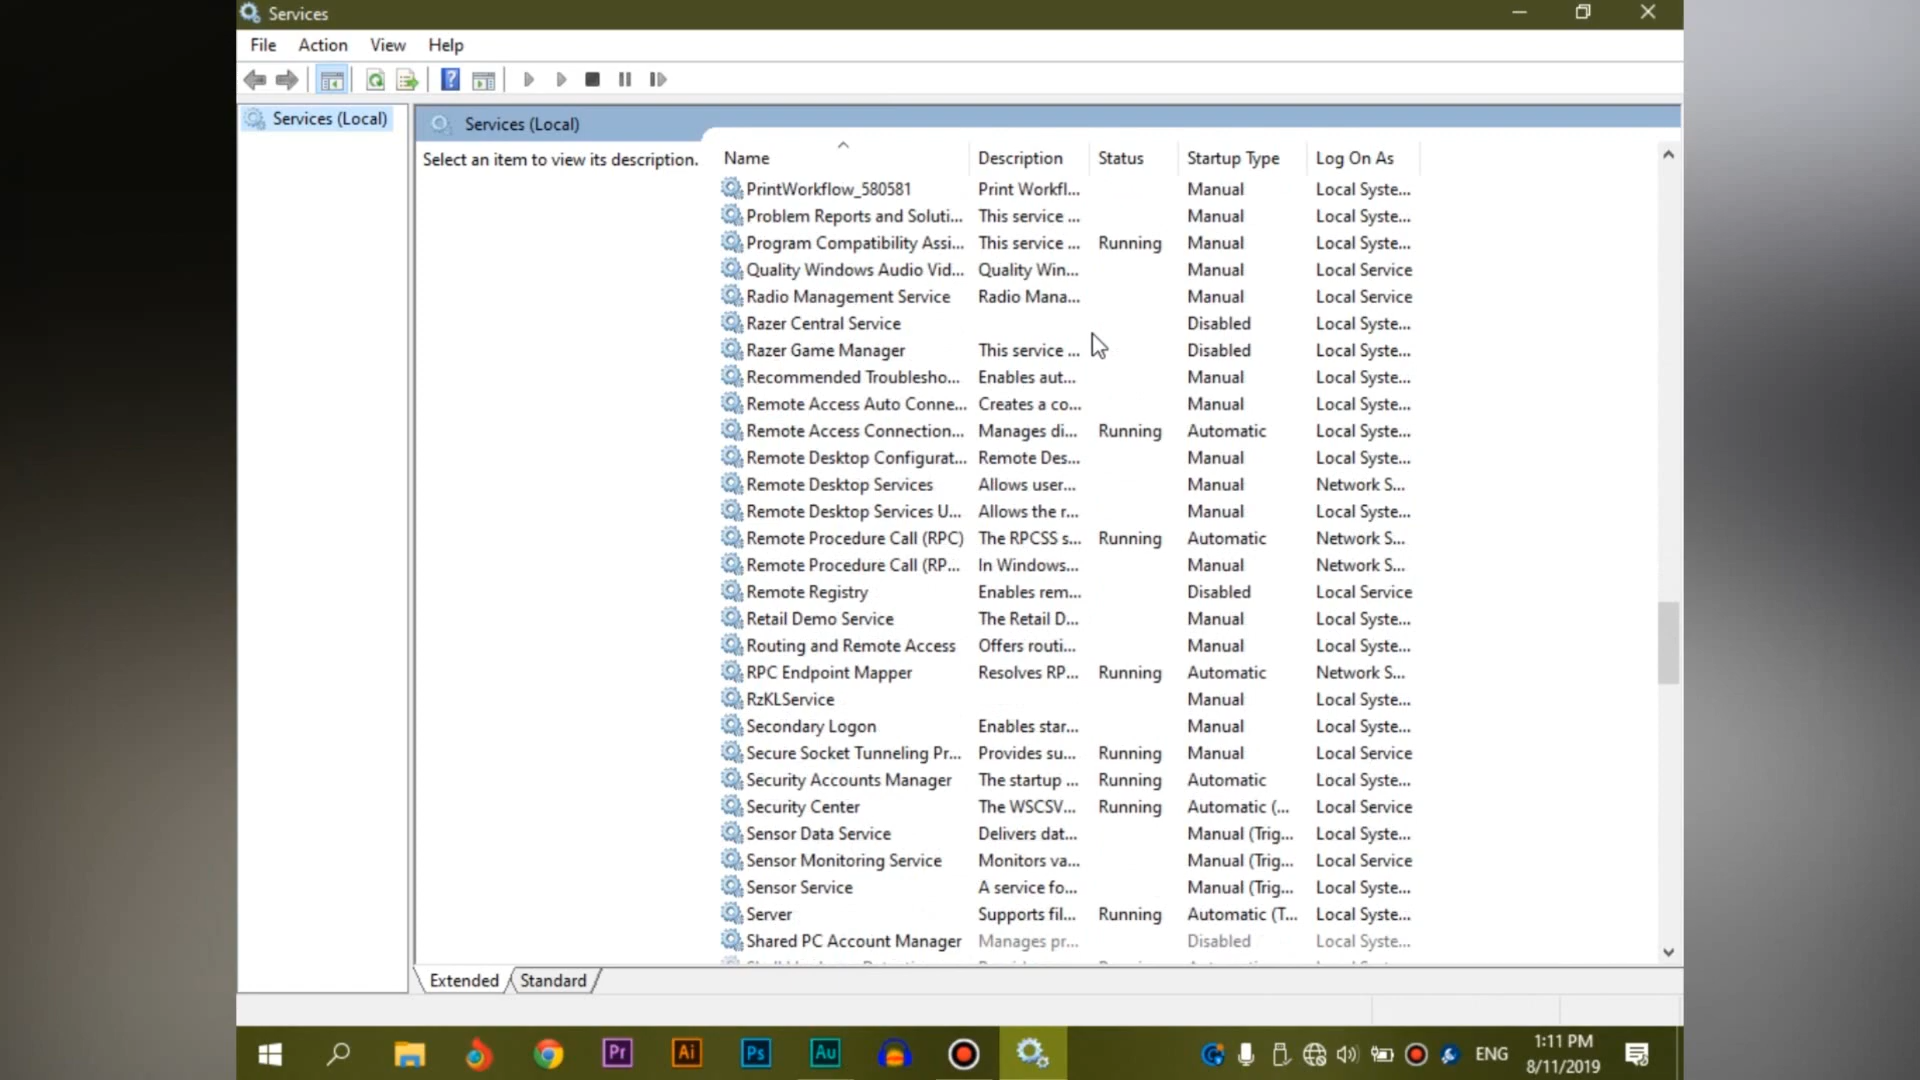 Services
File Action View Help
Services (Local)
Services (Local)
Select an item to view its description.
Name Description Status Startup Type Log On As
PrintWorkflow_580581 Print Workfl... Manual Local Syste...
Problem Reports and Soluti... This service ... Manual Local Syste...
Program Compatibility Assi... This service ... Running Manual Local Syste...
Quality Windows Audio Vid... Quality Win... Manual Local Service
Radio Management Service Radio Mana... Manual Local Service
Razer Central Service Disabled Local Syste...
Razer Game Manager This service ... Disabled Local Syste...
Recommended Troublesho... Enables aut... Manual Local Syste...
Remote Access Auto Conne... Creates a co... Manual Local Syste...
Remote Access Connection... Manages di... Running Automatic Local Syste...
Remote Desktop Configurat... Remote Des... Manual Local Syste...
Remote Desktop Services Allows user... Manual Network S...
Remote Desktop Services U... Allows the r... Manual Local Syste...
Remote Procedure Call (RPC) The RPCSS s... Running Automatic Network S...
Remote Procedure Call (RP... In Windows... Manual Network S...
Remote Registry Enables rem... Disabled Local Service
Retail Demo Service The Retail D... Manual Local Syste...
Routing and Remote Access Offers routi... Manual Local Syste...
RPC Endpoint Mapper Resolves RP... Running Automatic Network S...
RzKLService Manual Local Syste...
Secondary Logon Enables star... Manual Local Syste...
Secure Socket Tunneling Pr... Provides su... Running Manual Local Service
Security Accounts Manager The startup ... Running Automatic Local Syste...
Security Center The WSCSV... Running Automatic (... Local Service
Sensor Data Service Delivers dat... Manual (Trig... Local Syste...
Sensor Monitoring Service Monitors va... Manual (Trig... Local Service
Sensor Service A service fo... Manual (Trig... Local Syste...
Server Supports fil... Running Automatic (T... Local Syste...
Shared PC Account Manager Manages pr... Disabled Local Syste...
Extended Standard
Pr Ai Ps Au ENG 1:11 PM
8/11/2019